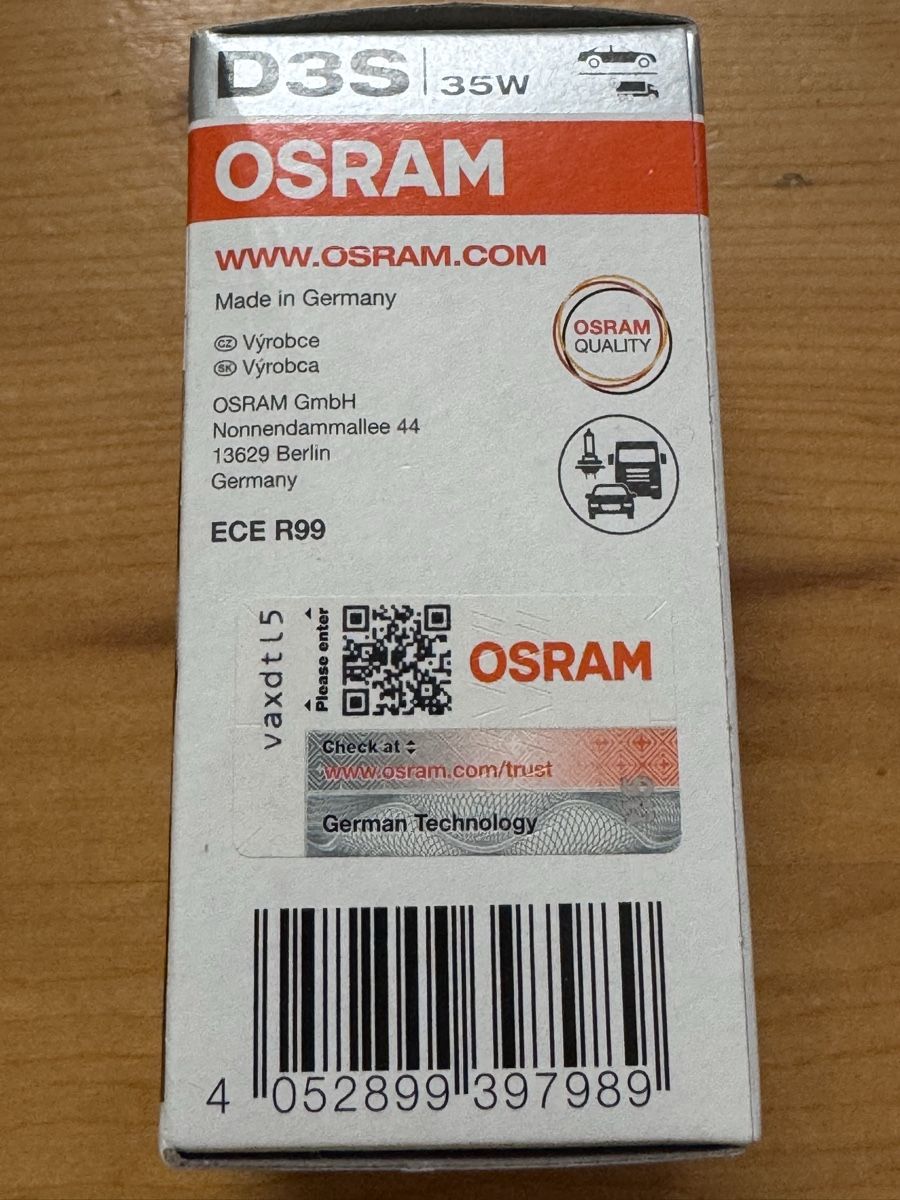 D3S 35W
OSRAM
WWW.OSRAM.COM
Made in Germany
CZ Výrobce
SK Výrobca
OSRAM GmbH
Nonnendammallee 44
13629 Berlin
Germany
ECE R99
OSRAM
QUALITY
vaxdtl5
Please enter
OSRAM
Check at
www.osram.com/trust
German Technology
4 052899 397989